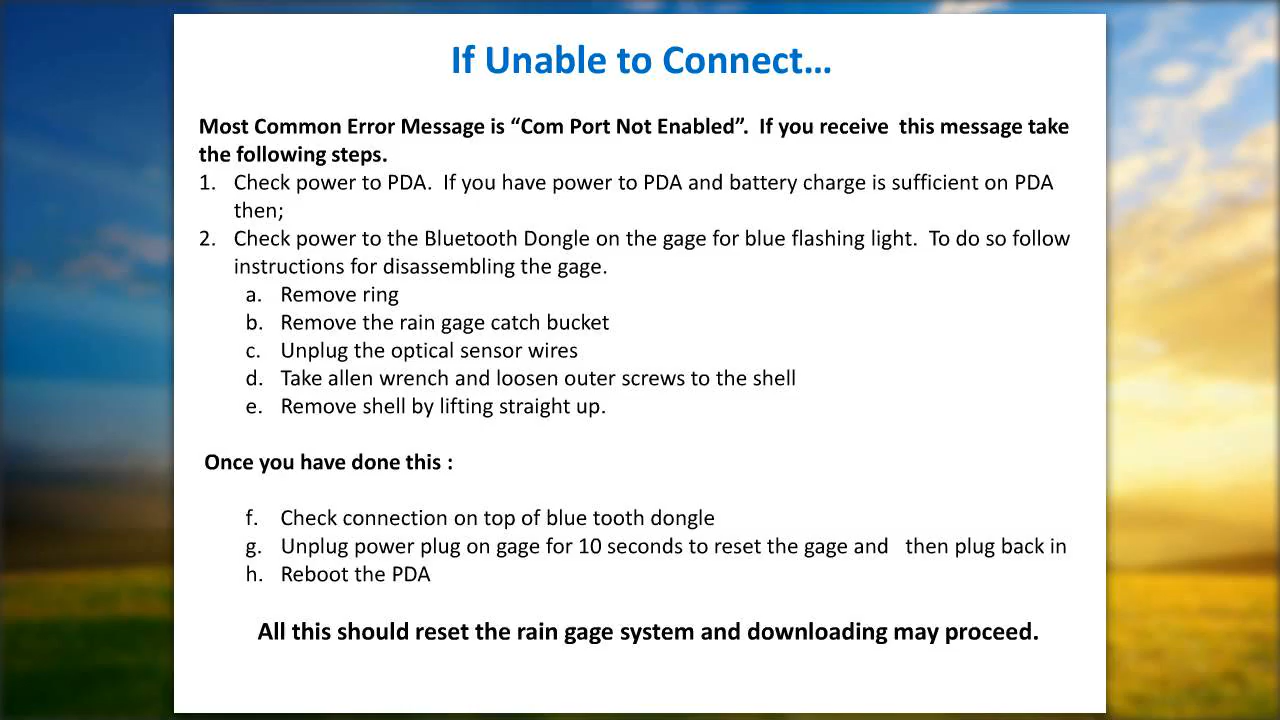 If Unable to Connect…
Most Common Error Message is “Com Port Not Enabled”.  If you receive  this message take
the following steps.
1. Check power to PDA.  If you have power to PDA and battery charge is sufficient on PDA
then;
2. Check power to the Bluetooth Dongle on the gage for blue flashing light.  To do so follow
instructions for disassembling the gage.
a. Remove ring
b. Remove the rain gage catch bucket
c. Unplug the optical sensor wires
d. Take allen wrench and loosen outer screws to the shell
e. Remove shell by lifting straight up.
Once you have done this :
f. Check connection on top of blue tooth dongle
g. Unplug power plug on gage for 10 seconds to reset the gage and   then plug back in
h. Reboot the PDA
All this should reset the rain gage system and downloading may proceed.